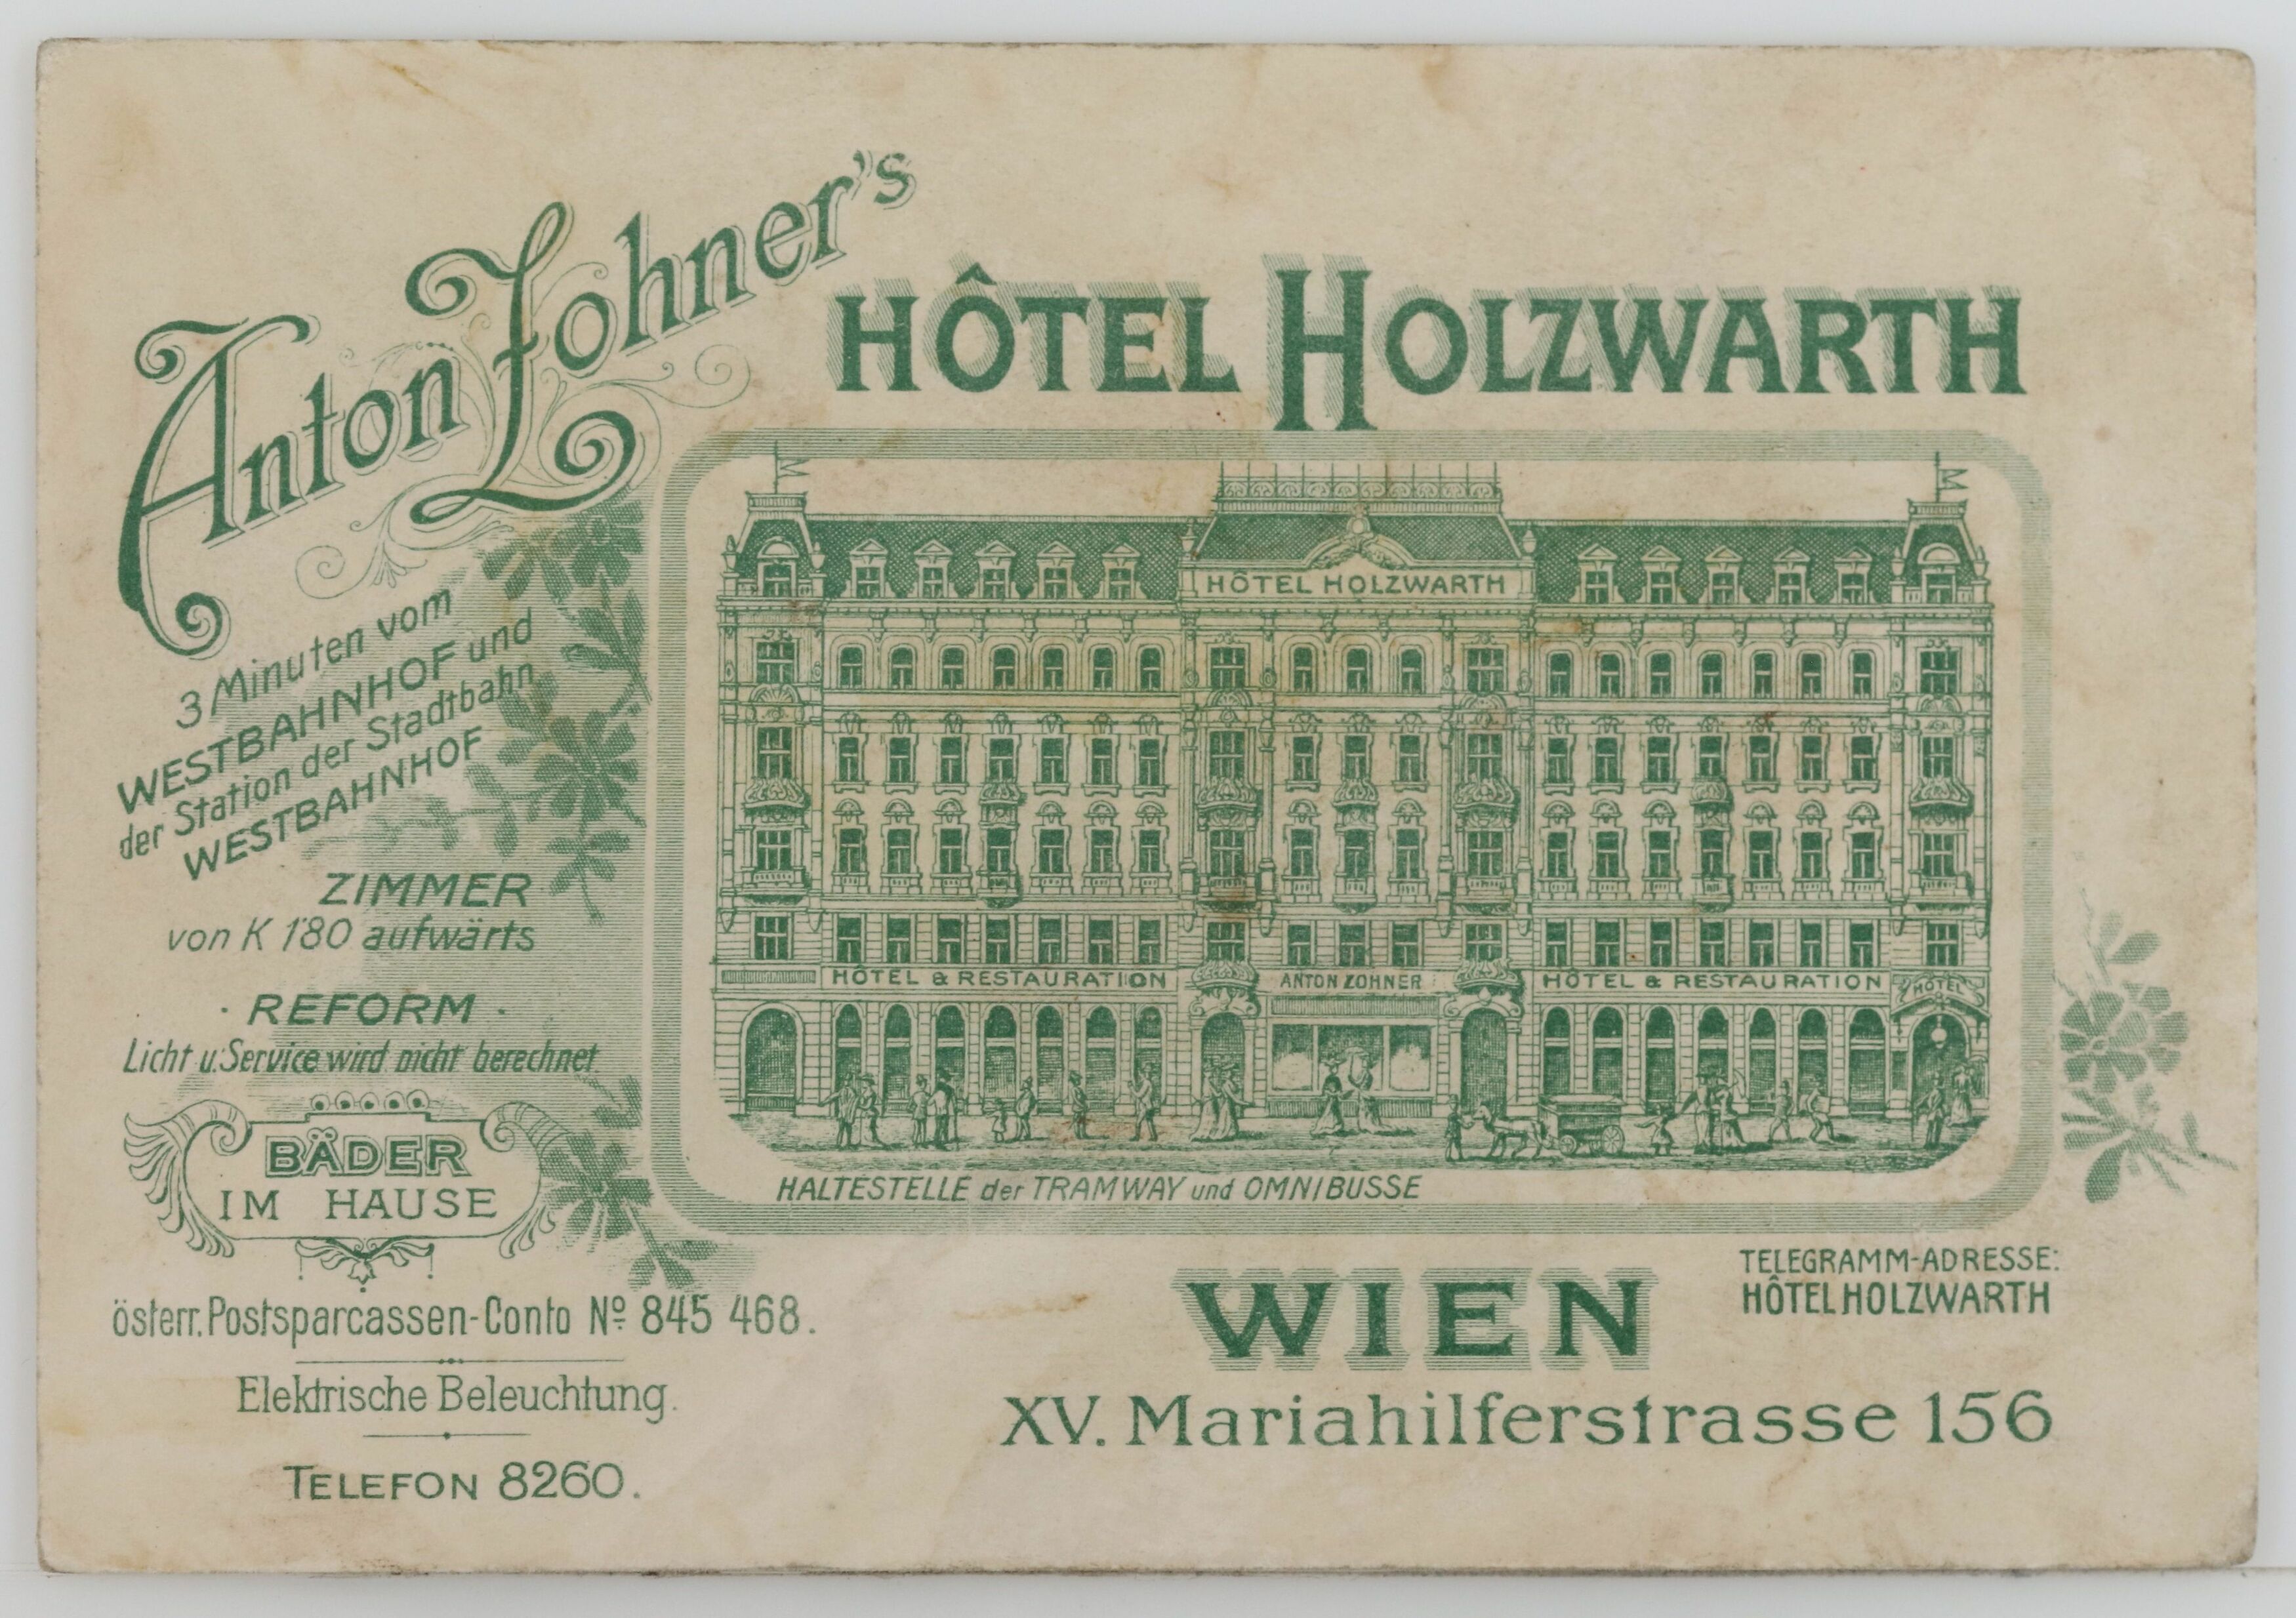 Anton Zohner's
HÔTEL HOLZWARTH
3 Minuten vom
WESTBAHNHOF und
der Station der Stadtbahn
WESTBAHNHOF
ZIMMER
von K 1·80 aufwärts
· REFORM ·
Licht u. Service wird nicht berechnet
BÄDER
IM HAUSE
österr. Postsparcassen-Conto Nº 845 468.
Elektrische Beleuchtung.
TELEFON 8260.
HÔTEL HOLZWARTH
HÔTEL & RESTAURATION
ANTON ZOHNER
HÔTEL & RESTAURATION
HÔTEL
HALTESTELLE der TRAMWAY und OMNIBUSSE
WIEN
TELEGRAMM-ADRESSE:
HÔTEL HOLZWARTH
XV. Mariahilferstrasse 156